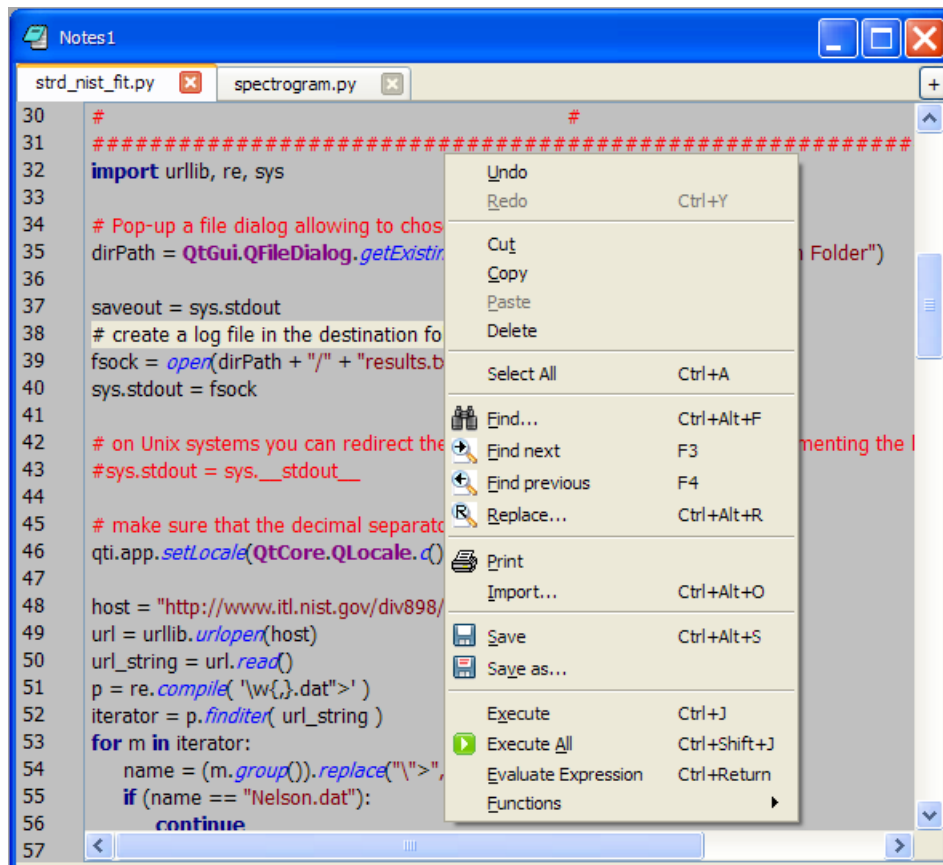 Notes1
strd_nist_fit.py spectrogram.py +
30 # #
31 #########################################################
32 import urllib, re, sys
33
34 # Pop-up a file dialog allowing to chos
35 dirPath = QtGui.QFileDialog.getExistin Folder")
36
37 saveout = sys.stdout
38 # create a log file in the destination fo
39 fsock = open(dirPath + "/" + "results.tx
40 sys.stdout = fsock
41
42 # on Unix systems you can redirect the menting the l
43 #sys.stdout = sys.__stdout__
44
45 # make sure that the decimal separato
46 qti.app.setLocale(QtCore.QLocale.c()
47
48 host = "http://www.itl.nist.gov/div898/
49 url = urllib.urlopen(host)
50 url_string = url.read()
51 p = re.compile( '\w{,}.dat">' )
52 iterator = p.finditer( url_string )
53 for m in iterator:
54 name = (m.group()).replace("\">",
55 if (name == "Nelson.dat"):
56 continue
57
Undo
Redo Ctrl+Y
Cut
Copy
Paste
Delete
Select All Ctrl+A
Find... Ctrl+Alt+F
Find next F3
Find previous F4
Replace... Ctrl+Alt+R
Print
Import... Ctrl+Alt+O
Save Ctrl+Alt+S
Save as...
Execute Ctrl+J
Execute All Ctrl+Shift+J
Evaluate Expression Ctrl+Return
Functions